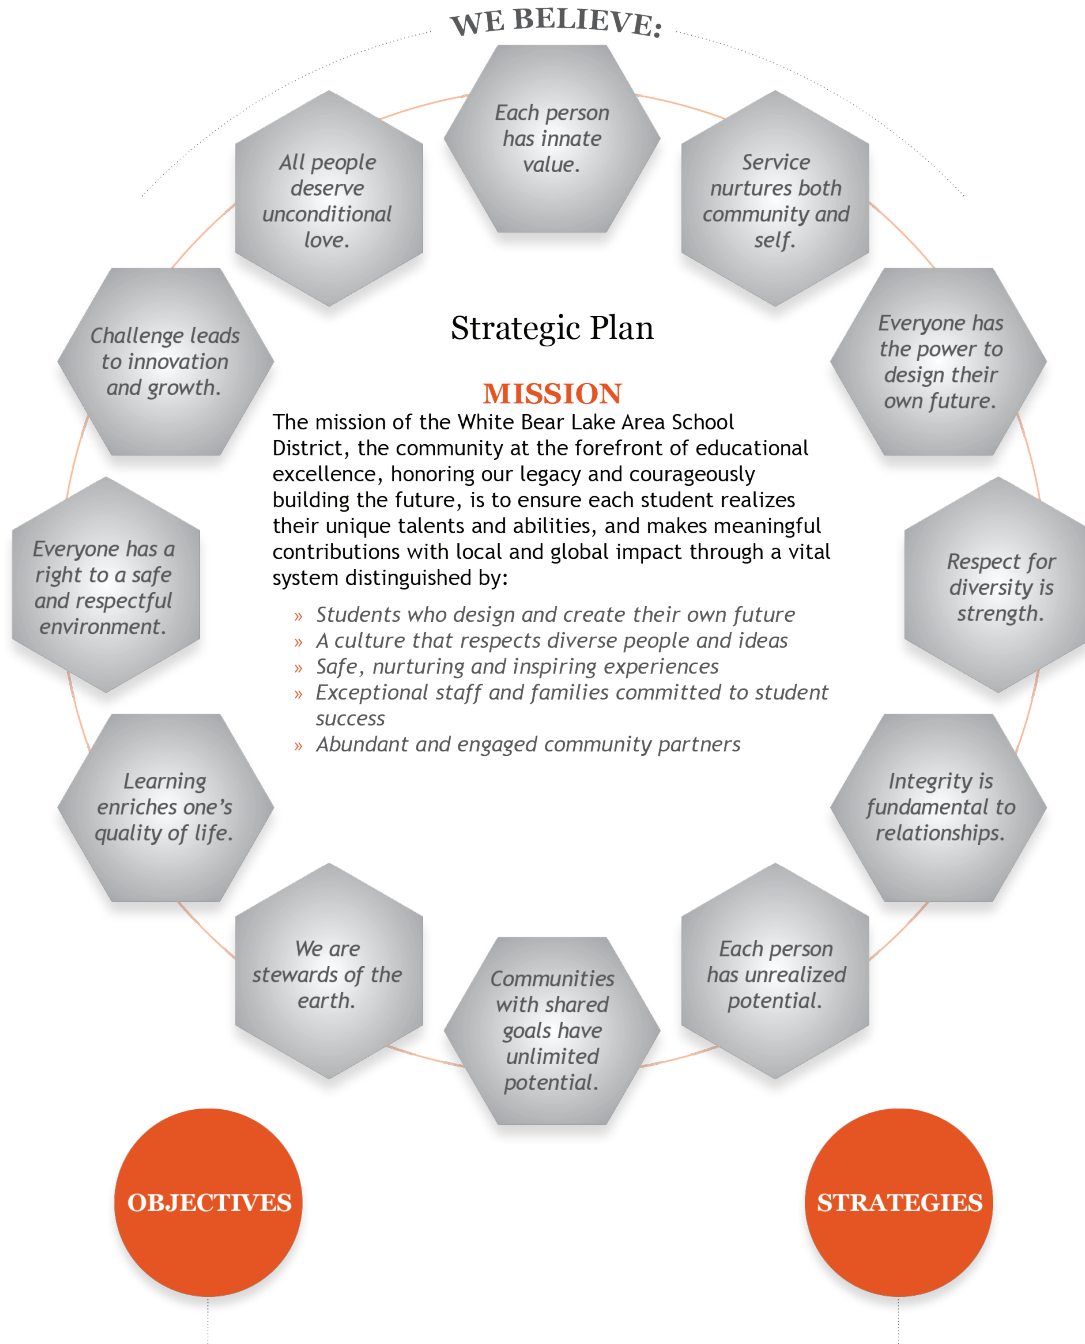 WE BELIEVE:
Each person
has innate
value.
All people
deserve
unconditional
love.
Service
nurtures both
community and
self.
Challenge leads
to innovation
and growth.
Everyone has
the power to
design their
own future.
Strategic Plan
MISSION
The mission of the White Bear Lake Area School
District, the community at the forefront of educational
excellence, honoring our legacy and courageously
building the future, is to ensure each student realizes
their unique talents and abilities, and makes meaningful
contributions with local and global impact through a vital
system distinguished by:
» Students who design and create their own future
» A culture that respects diverse people and ideas
» Safe, nurturing and inspiring experiences
» Exceptional staff and families committed to student
success
» Abundant and engaged community partners
Everyone has a
right to a safe
and respectful
environment.
Respect for
diversity is
strength.
Learning
enriches one’s
quality of life.
Integrity is
fundamental to
relationships.
We are
stewards of the
earth.
Communities
with shared
goals have
unlimited
potential.
Each person
has unrealized
potential.
OBJECTIVES
STRATEGIES